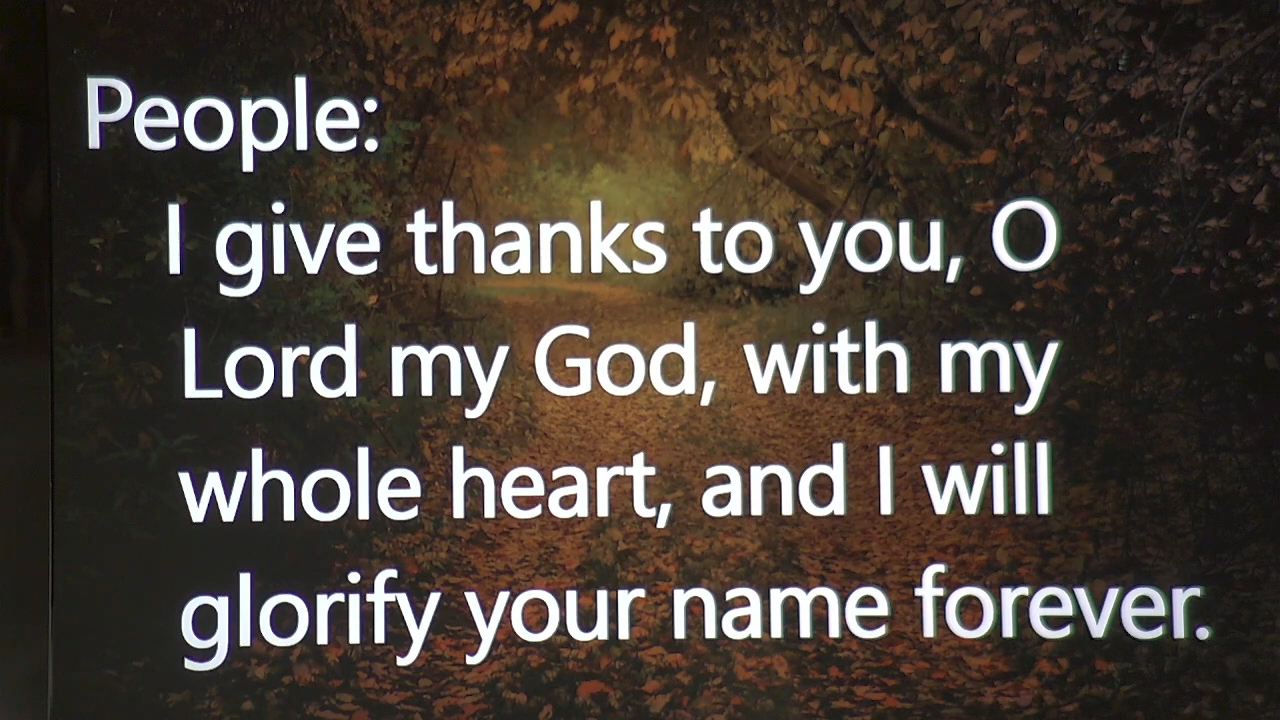 People:
I give thanks to you, O
Lord my God, with my
whole heart, and I will
glorify your name forever.